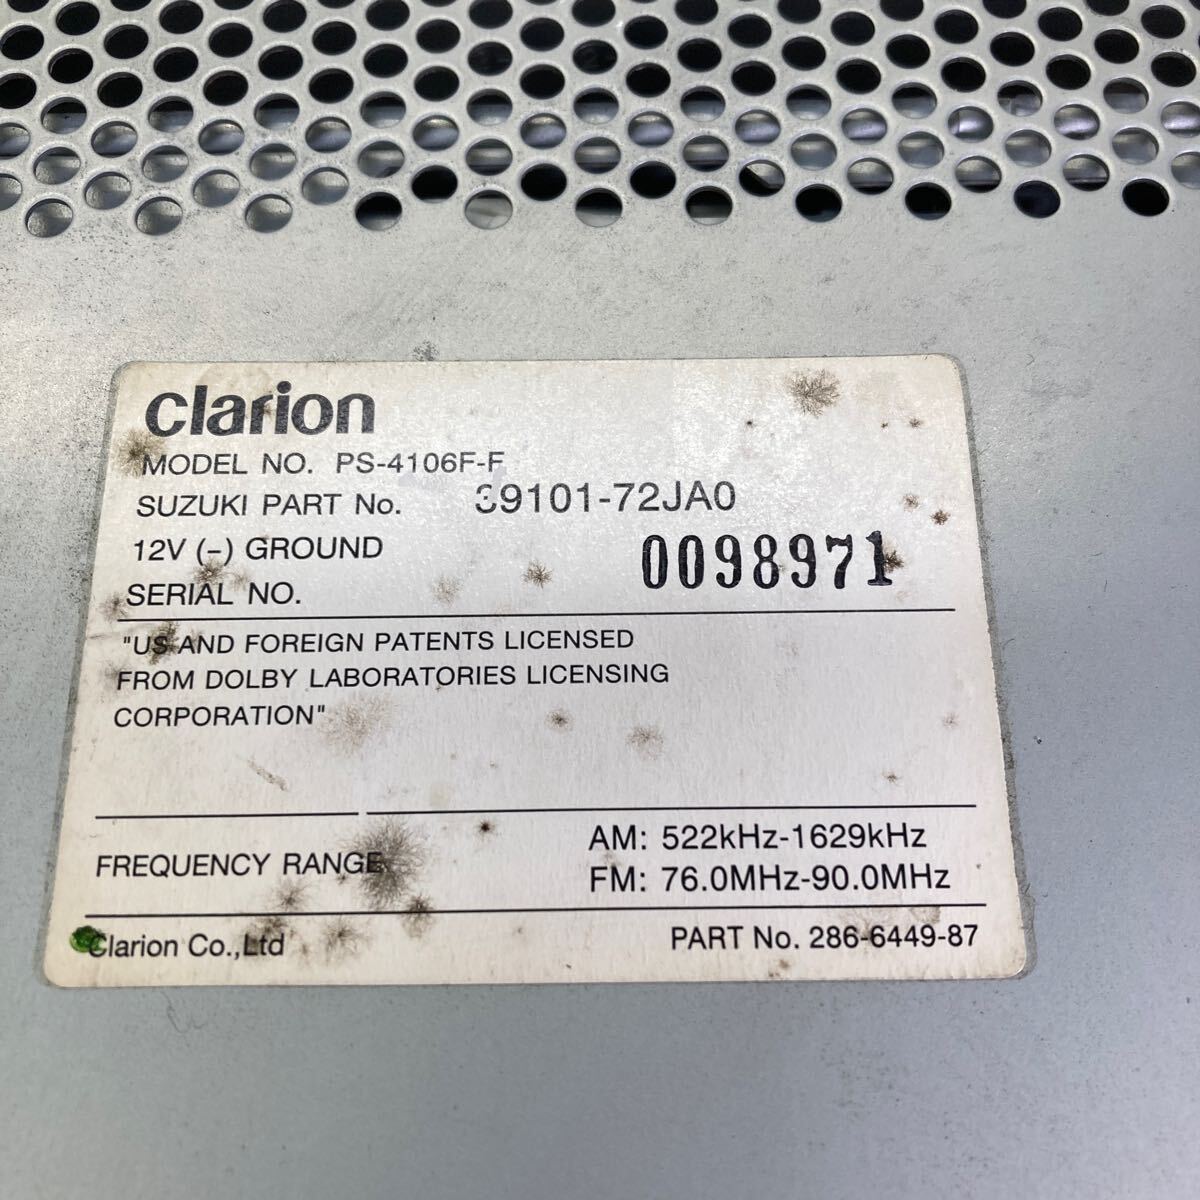 clarion
MODEL NO. PS-4106F-F
SUZUKI PART No. 39101-72JA0
12V (-) GROUND
SERIAL NO. 0098971
"US AND FOREIGN PATENTS LICENSED
FROM DOLBY LABORATORIES LICENSING
CORPORATION"
FREQUENCY RANGE
AM: 522kHz-1629kHz
FM: 76.0MHz-90.0MHz
Clarion Co.,Ltd
PART No. 286-6449-87